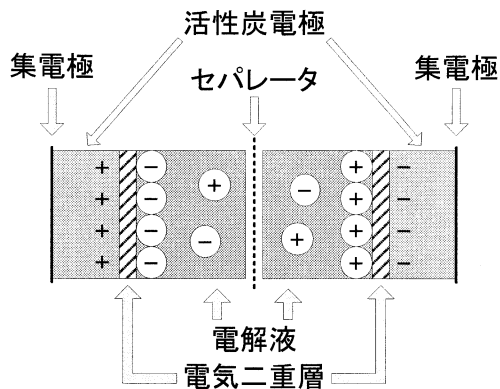 活性炭電極
集電極
セパレータ
集電極
+ − + − − + −
+ − + −
+ − − + + −
+ − + −
電解液
電気二重層